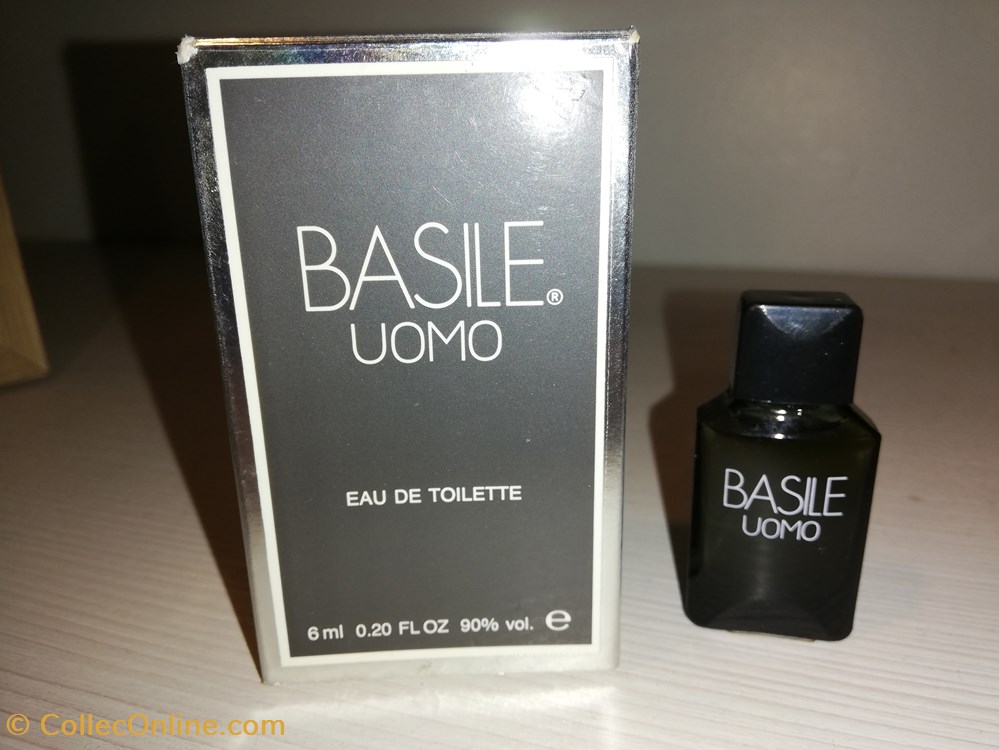 BASILE®
UOMO
EAU DE TOILETTE
6 ml 0.20 FL OZ 90% vol. ℮
BASILE
UOMO
© CollecOnline.com